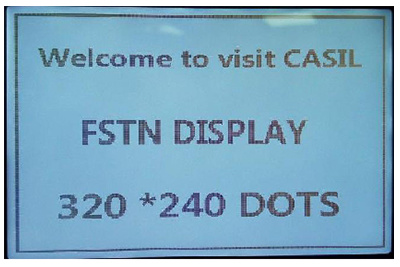 Welcome to visit CASIL
FSTN DISPLAY
320 *240 DOTS